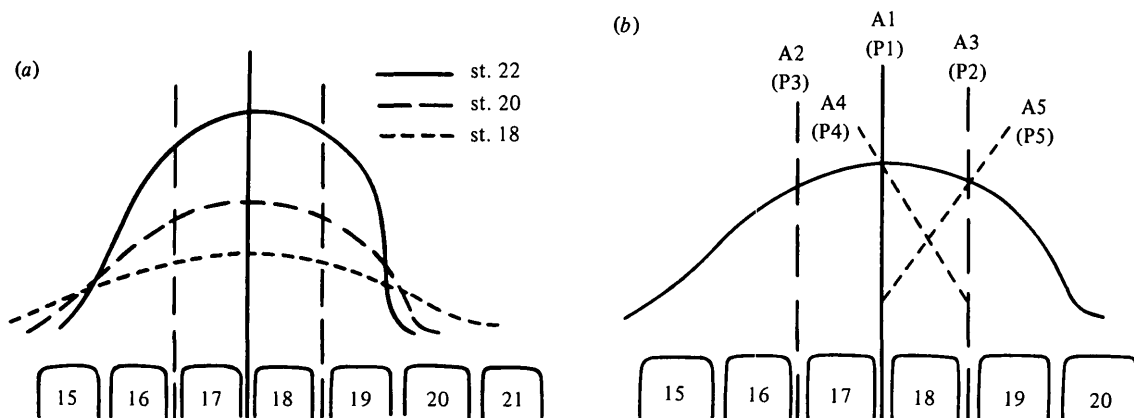 (a)
st. 22
st. 20
st. 18
15 16 17 18 19 20 21
(b)
A1
(P1)
A2
(P3)
A3
(P2)
A4
(P4)
A5
(P5)
15 16 17 18 19 20